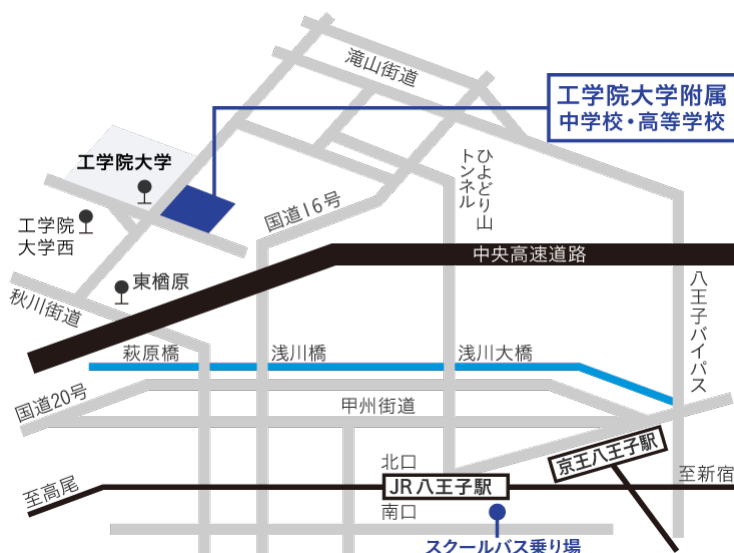 滝山街道
工学院大学附属
中学校・高等学校
工学院大学
ひよどり山
トンネル
国道16号
工学院
大学西
中央高速道路
東楢原
秋川街道
八王子バイパス
萩原橋
浅川橋
浅川大橋
国道20号
甲州街道
北口
京王八王子駅
至新宿
JR八王子駅
至高尾
南口
スクールバス乗り場